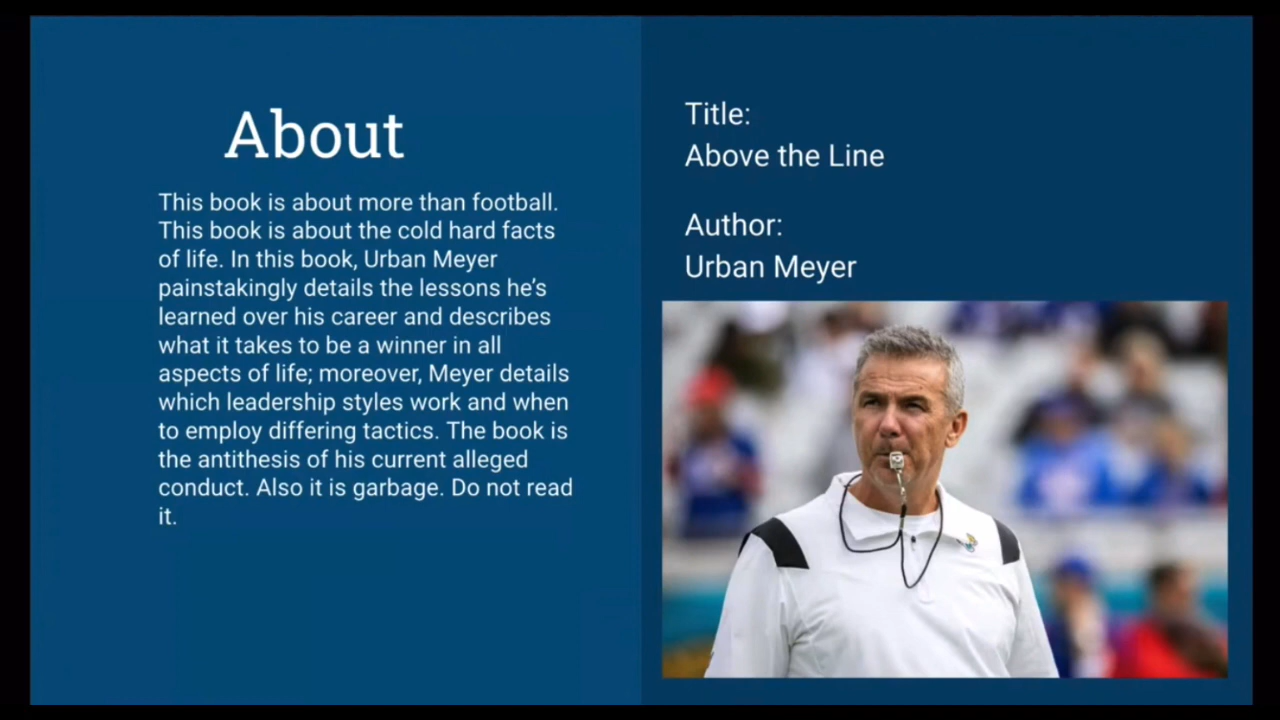 About
This book is about more than football.
This book is about the cold hard facts
of life. In this book, Urban Meyer
painstakingly details the lessons he’s
learned over his career and describes
what it takes to be a winner in all
aspects of life; moreover, Meyer details
which leadership styles work and when
to employ differing tactics. The book is
the antithesis of his current alleged
conduct. Also it is garbage. Do not read
it.
Title:
Above the Line
Author:
Urban Meyer